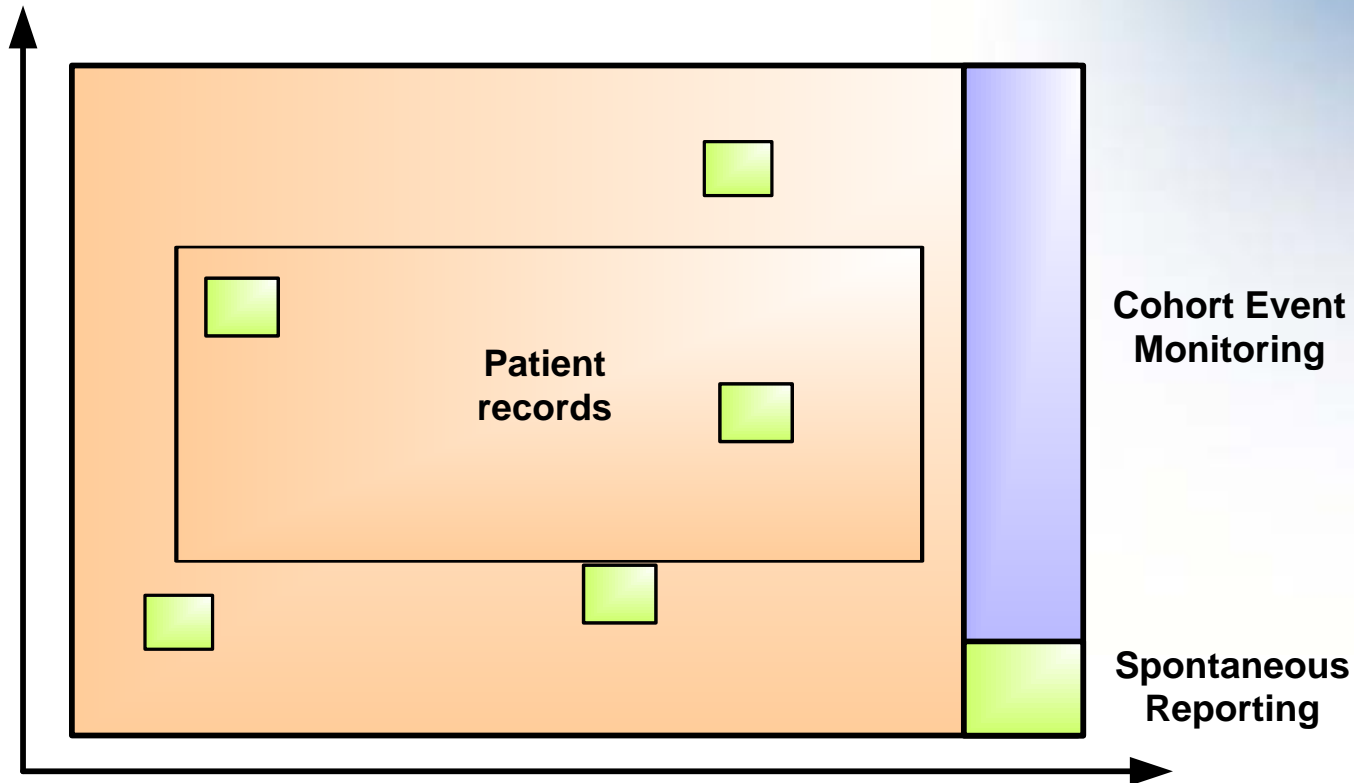 Patient
records
Cohort Event
Monitoring
Spontaneous
Reporting